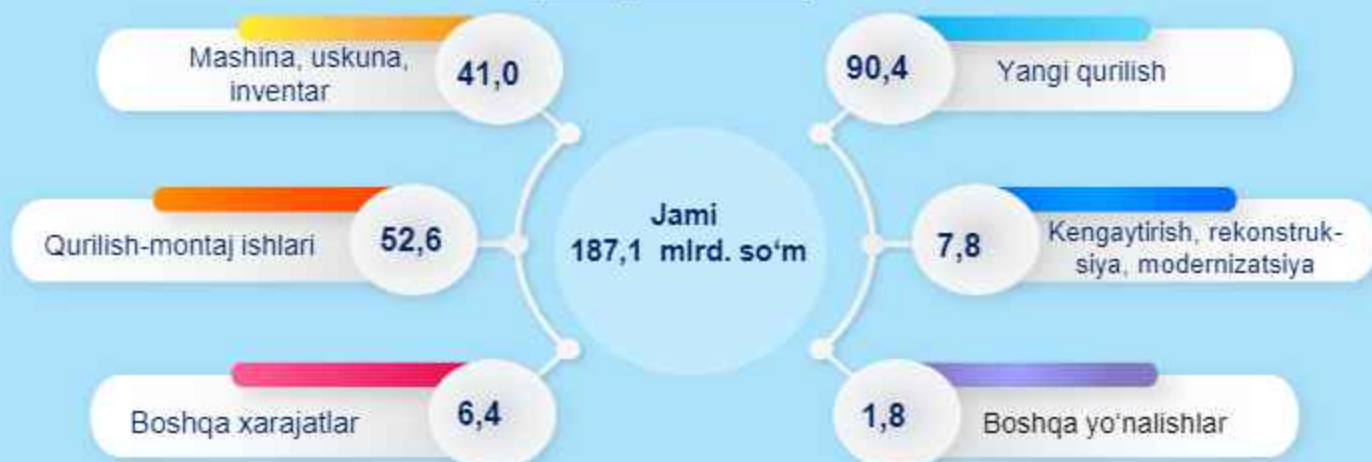 Mashina, uskuna,
inventar
41,0
Qurilish-montaj ishlari
52,6
Boshqa xarajatlar
6,4
Jami
187,1 mlrd. so‘m
90,4
Yangi qurilish
7,8
Kengaytirish, rekonstruk-
siya, modernizatsiya
1,8
Boshqa yo‘nalishlar